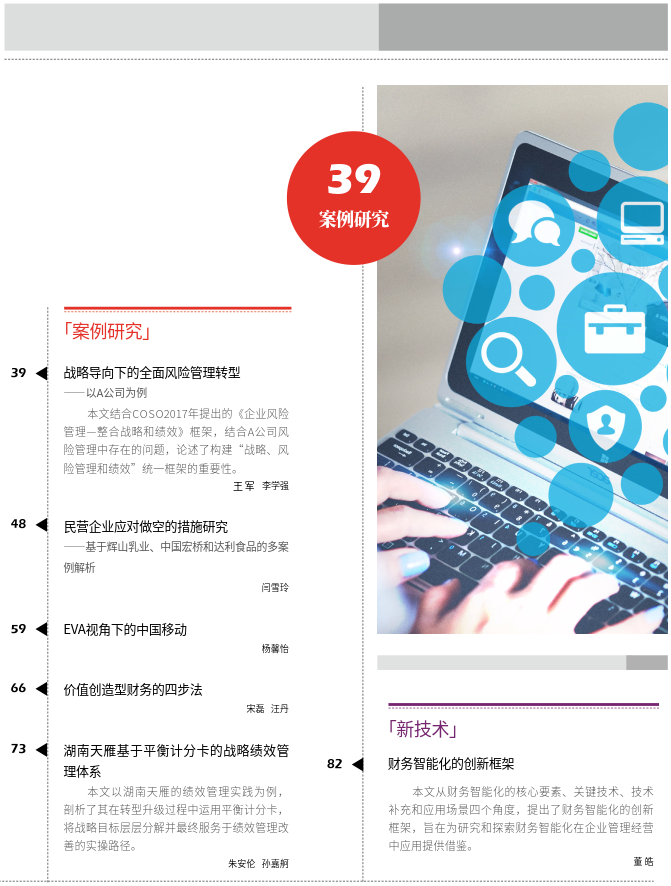 39
案例研究
「案例研究」
39
战略导向下的全面风险管理转型
——以A公司为例
本文结合COSO2017年提出的《企业风险
管理—整合战略和绩效》框架，结合A公司风
险管理中存在的问题，论述了构建“战略、风
险管理和绩效”统一框架的重要性。
王 军 李学强
48
民营企业应对做空的措施研究
——基于辉山乳业、中国宏桥和达利食品的多案
例解析
闫雪玲
59
EVA视角下的中国移动
杨馨怡
66
价值创造型财务的四步法
宋磊 汪丹
73
湖南天雁基于平衡计分卡的战略绩效管
理体系
本文以湖南天雁的绩效管理实践为例，
剖析了其在转型升级过程中运用平衡计分卡，
将战略目标层层分解并最终服务于绩效管理改
善的实操路径。
朱安伦 孙嘉舸
「新技术」
82
财务智能化的创新框架
本文从财务智能化的核心要素、关键技术、技术
补充和应用场景四个角度，提出了财务智能化的创新
框架，旨在为研究和探索财务智能化在企业管理经营
中应用提供借鉴。
董 皓